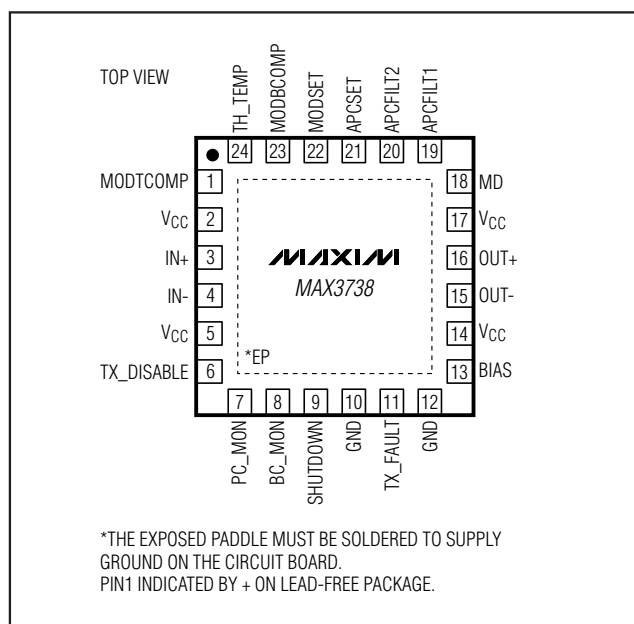 TOP VIEW
TH_TEMP
MODBCOMP
MODSET
APCSET
APCFILT2
APCFILT1
24
23
22
21
20
19
MODTCOMP 1
VCC 2
IN+ 3
IN- 4
VCC 5
TX_DISABLE 6
18 MD
17 VCC
16 OUT+
15 OUT-
14 VCC
13 BIAS
MAXIM
MAX3738
*EP
7
8
9
10
11
12
PC_MON
BC_MON
SHUTDOWN
GND
TX_FAULT
GND
*THE EXPOSED PADDLE MUST BE SOLDERED TO SUPPLY
GROUND ON THE CIRCUIT BOARD.
PIN1 INDICATED BY + ON LEAD-FREE PACKAGE.